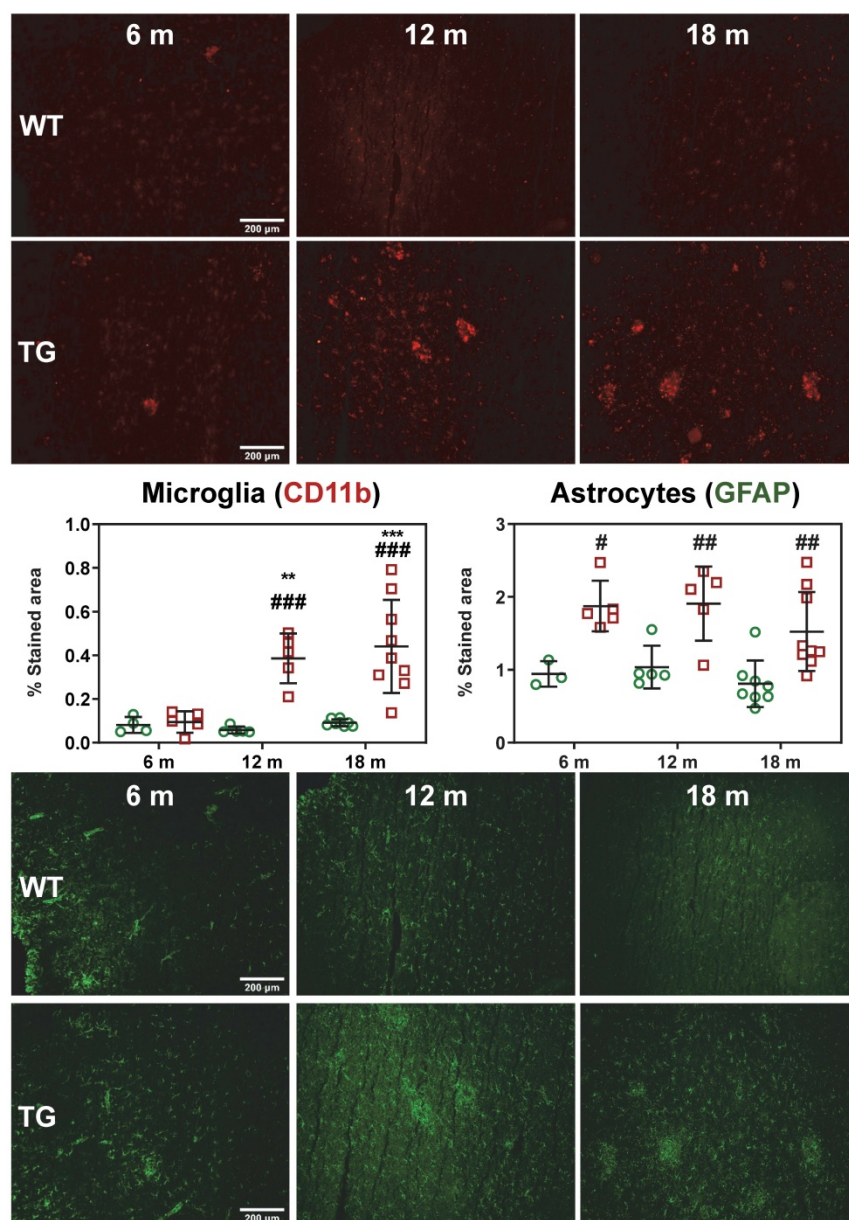 6 m 12 m 18 m
WT
200 µm
TG
200 µm
Microglia (CD11b)
% Stained area
1.0
0.8
0.6
0.4
0.2
0.0
**
###
***
###
6 m 12 m 18 m
Astrocytes (GFAP)
% Stained area
3
2
1
0
#
##
##
6 m 12 m 18 m
6 m 12 m 18 m
WT
200 µm
TG
200 µm